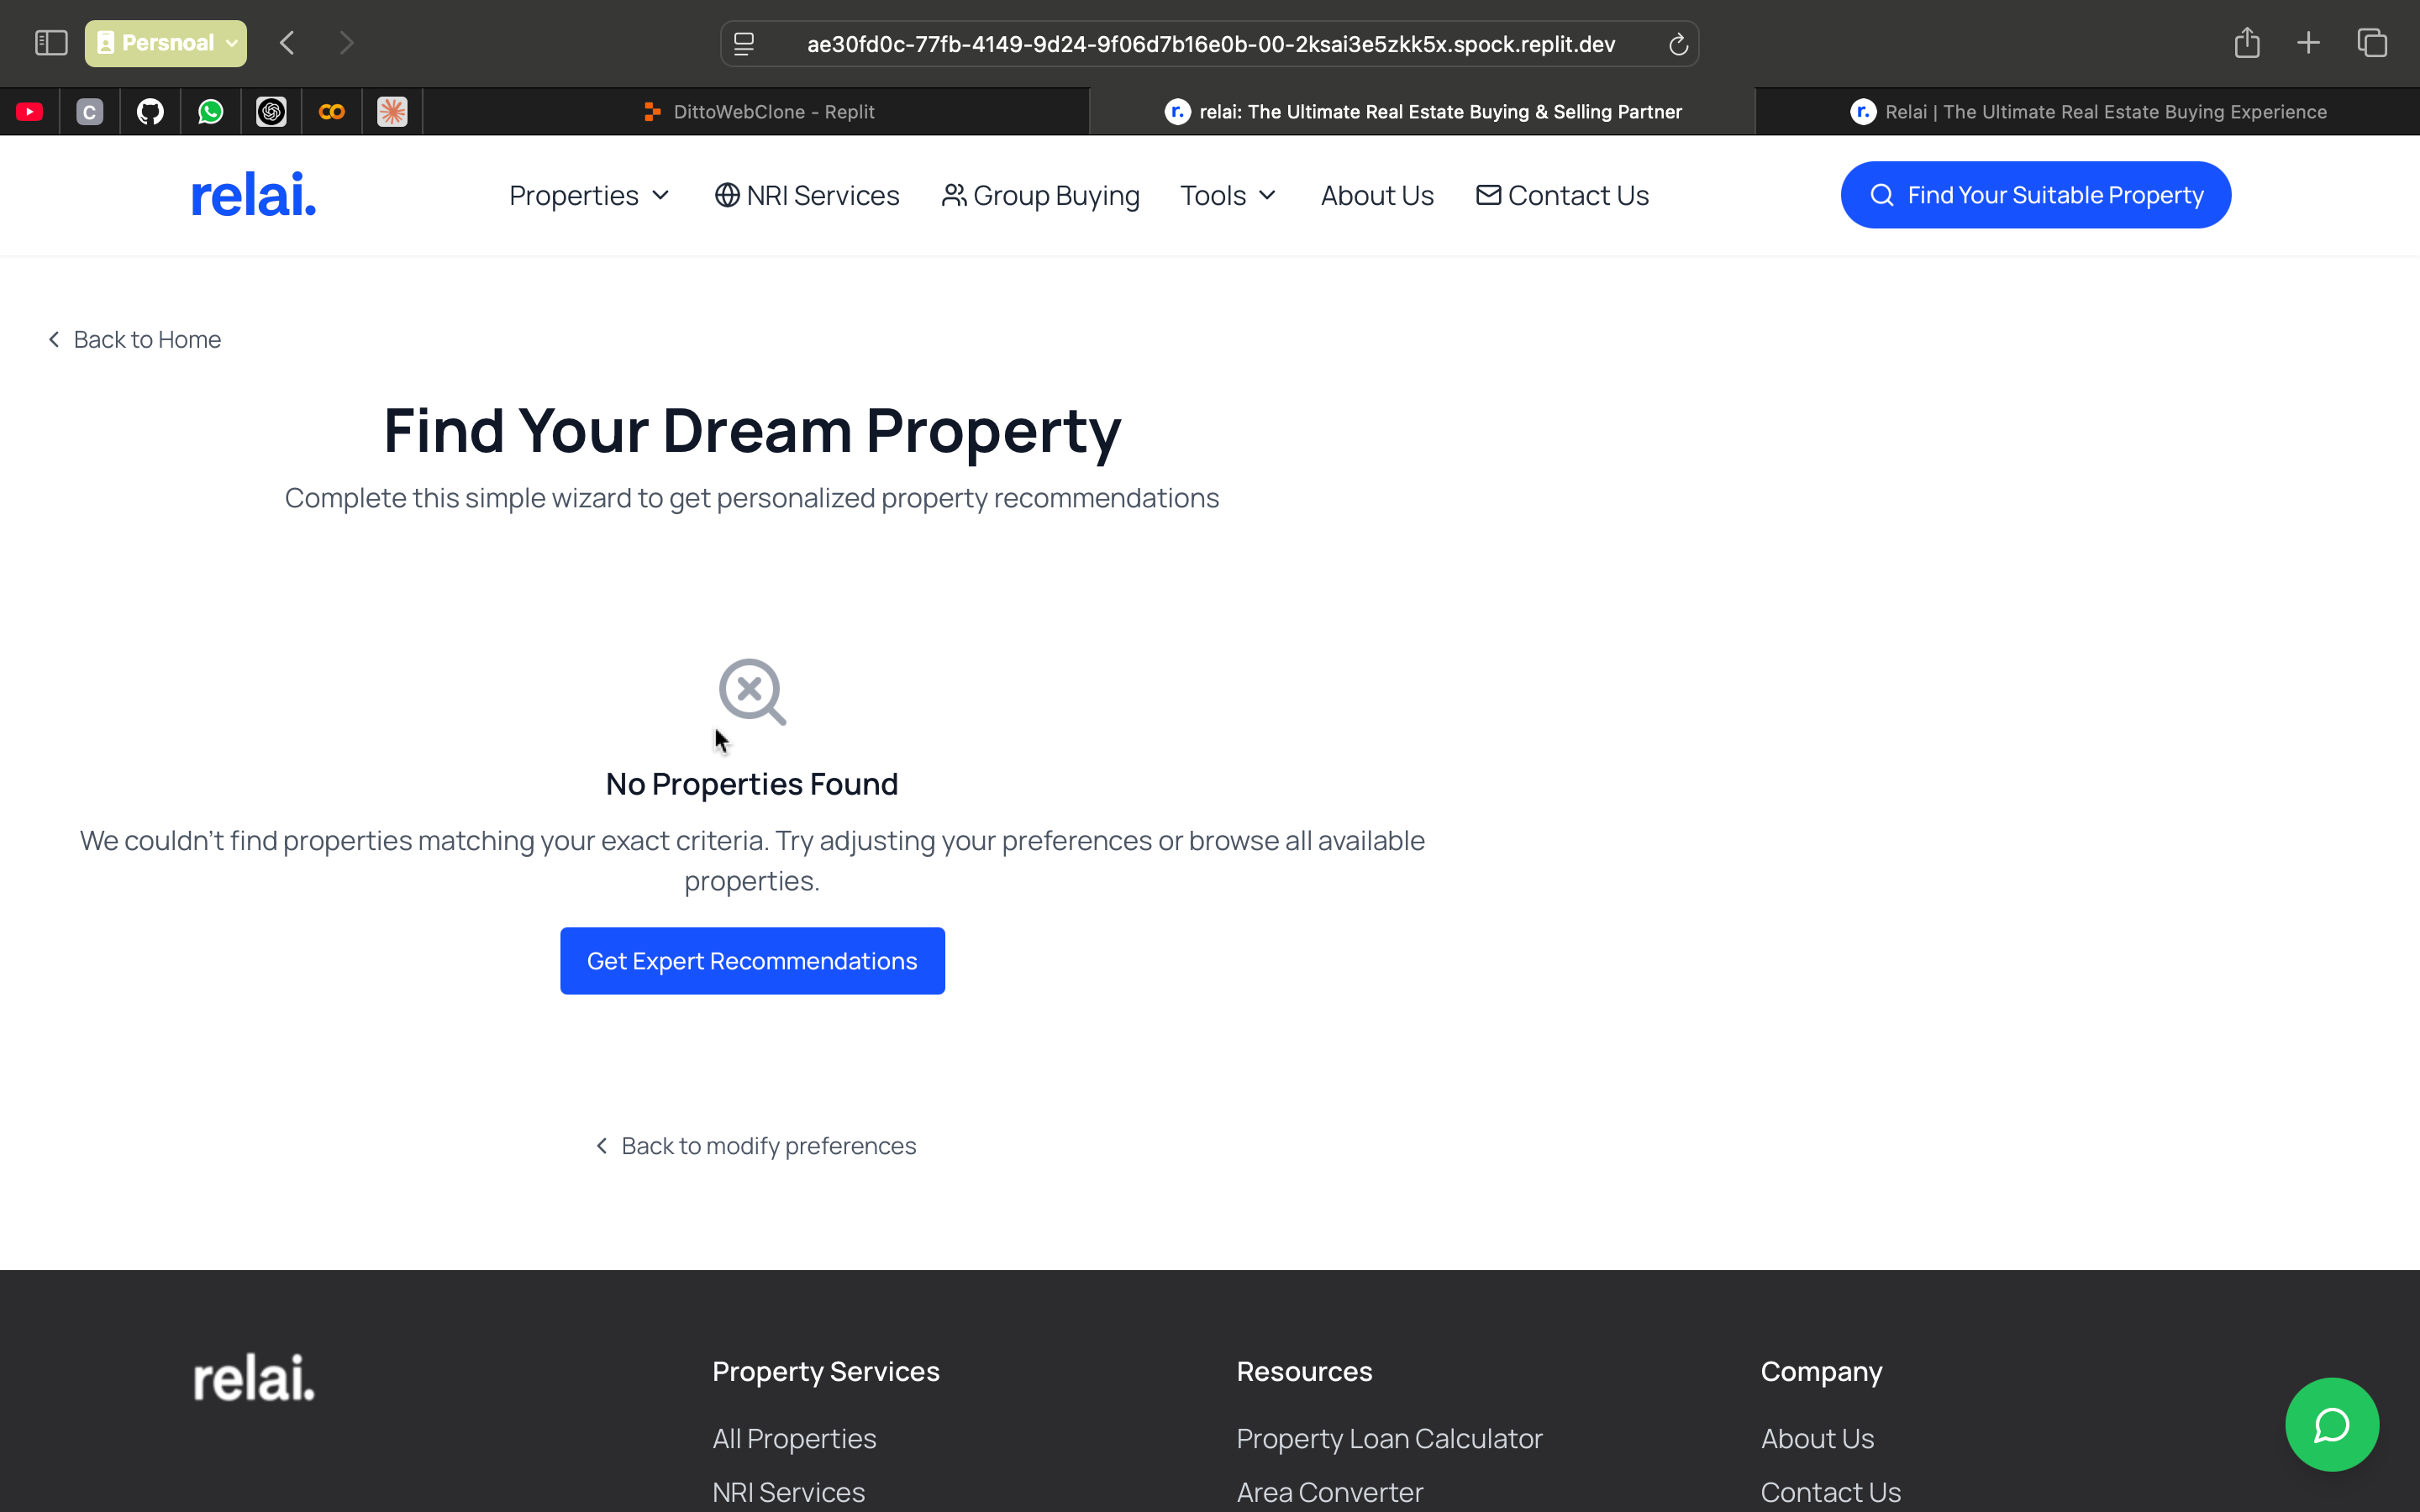 Persnoal
ae30fd0c-77fb-4149-9d24-9f06d7b16e0b-00-2ksai3e5zkk5x.spock.replit.dev
C
DittoWebClone - Replit
r. relai: The Ultimate Real Estate Buying & Selling Partner
r. Relai | The Ultimate Real Estate Buying Experience
relai.
Properties
NRI Services
Group Buying
Tools
About Us
Contact Us
Find Your Suitable Property
Back to Home
Find Your Dream Property
Complete this simple wizard to get personalized property recommendations
No Properties Found
We couldn't find properties matching your exact criteria. Try adjusting your preferences or browse all available
properties.
Get Expert Recommendations
Back to modify preferences
relai.
Property Services
All Properties
NRI Services
Resources
Property Loan Calculator
Area Converter
Company
About Us
Contact Us